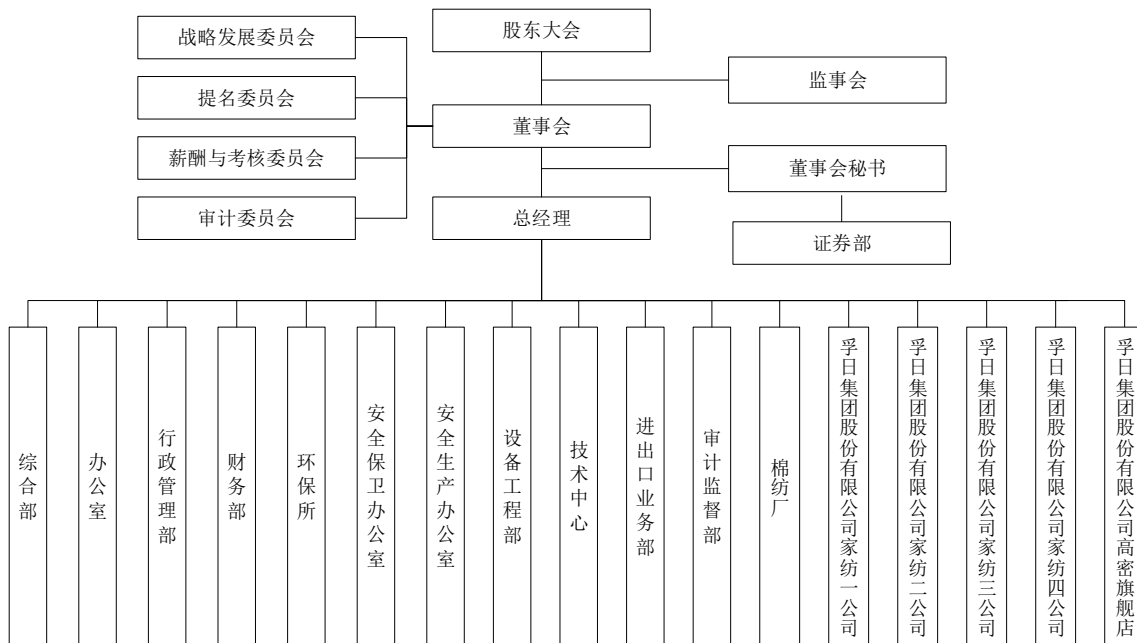 战略发展委员会
股东大会
监事会
提名委员会
董事会
薪酬与考核委员会
董事会秘书
审计委员会
总经理
证券部
综合部
办公室
行政管理部
财务部
环保所
安全保卫办公室
安全生产办公室
设备工程部
技术中心
进出口业务部
审计监督部
棉纺厂
孚日集团股份有限公司家纺一公司
孚日集团股份有限公司家纺二公司
孚日集团股份有限公司家纺三公司
孚日集团股份有限公司家纺四公司
孚日集团股份有限公司高密旗舰店